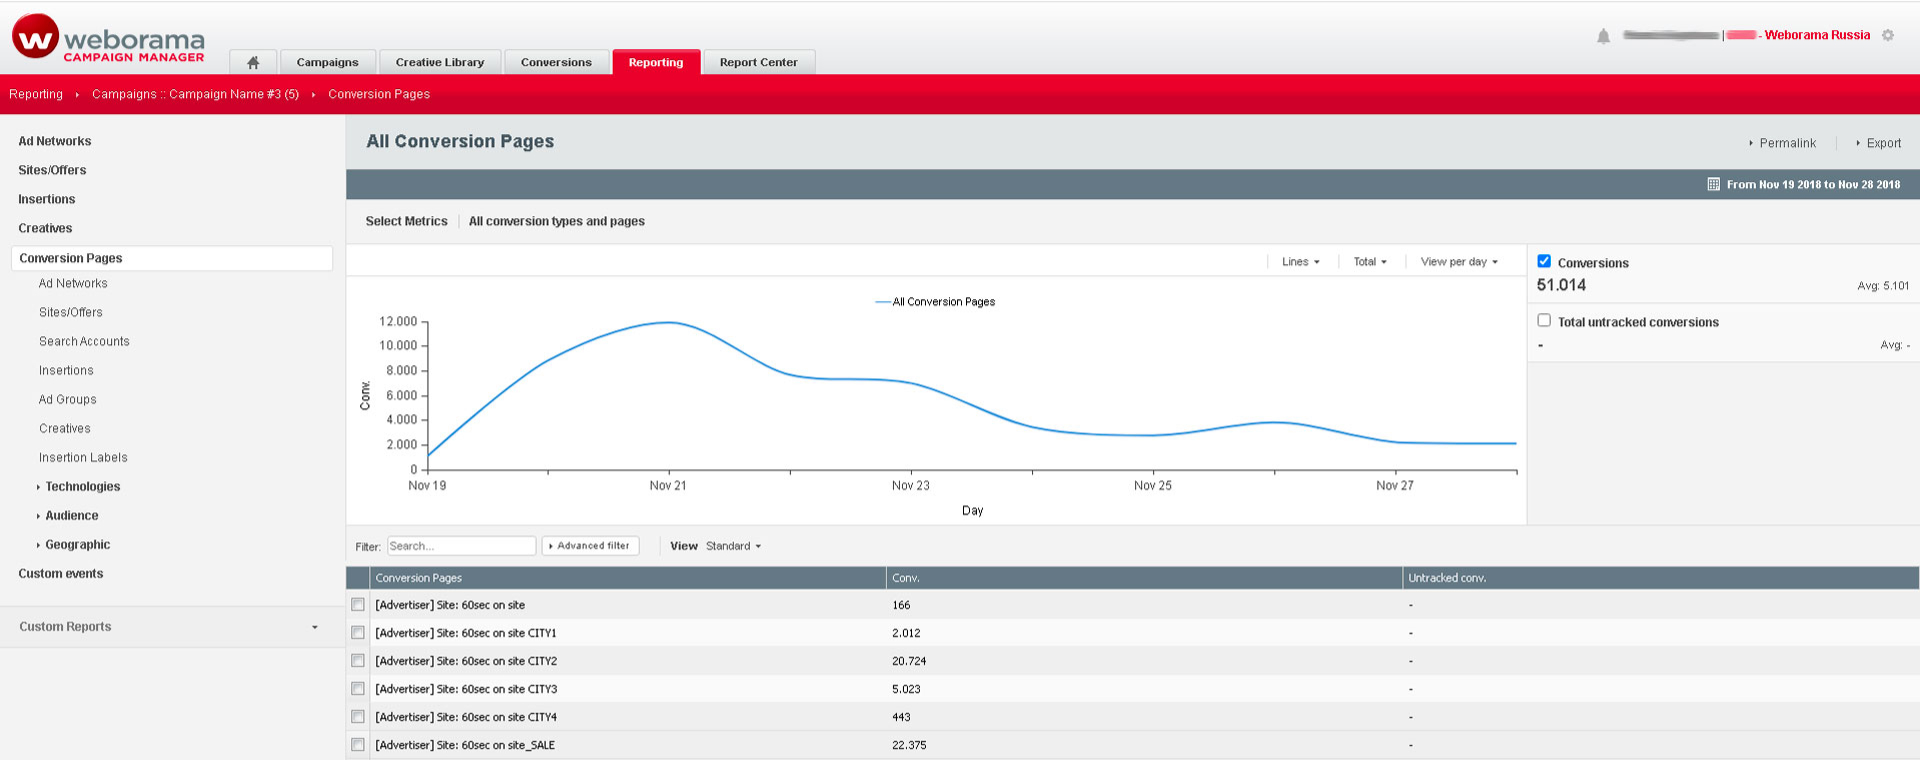 weborama
CAMPAIGN MANAGER
Campaigns
Creative Library
Conversions
Reporting
Report Center
| - Weborama Russia
Reporting Campaigns :: Campaign Name #3 (5) Conversion Pages
Ad Networks
Sites/Offers
Insertions
Creatives
Conversion Pages
Ad Networks
Sites/Offers
Search Accounts
Insertions
Ad Groups
Creatives
Insertion Labels
Technologies
Audience
Geographic
Custom events
Custom Reports
All Conversion Pages
Permalink
Export
From Nov 19 2018 to Nov 28 2018
Select Metrics All conversion types and pages
Lines Total View per day
All Conversion Pages
12.000
10.000
8.000
6.000
4.000
2.000
0
Conv.
Nov 19 Nov 21 Nov 23 Nov 25 Nov 27
Day
Conversions
51.014 Avg: 5.101
Total untracked conversions
- Avg: -
Filter: Search... Advanced filter View Standard
Conversion Pages Conv. Untracked conv.
[Advertiser] Site: 60sec on site 166 -
[Advertiser] Site: 60sec on site CITY1 2.012 -
[Advertiser] Site: 60sec on site CITY2 20.724 -
[Advertiser] Site: 60sec on site CITY3 5.023 -
[Advertiser] Site: 60sec on site CITY4 443 -
[Advertiser] Site: 60sec on site_SALE 22.375 -